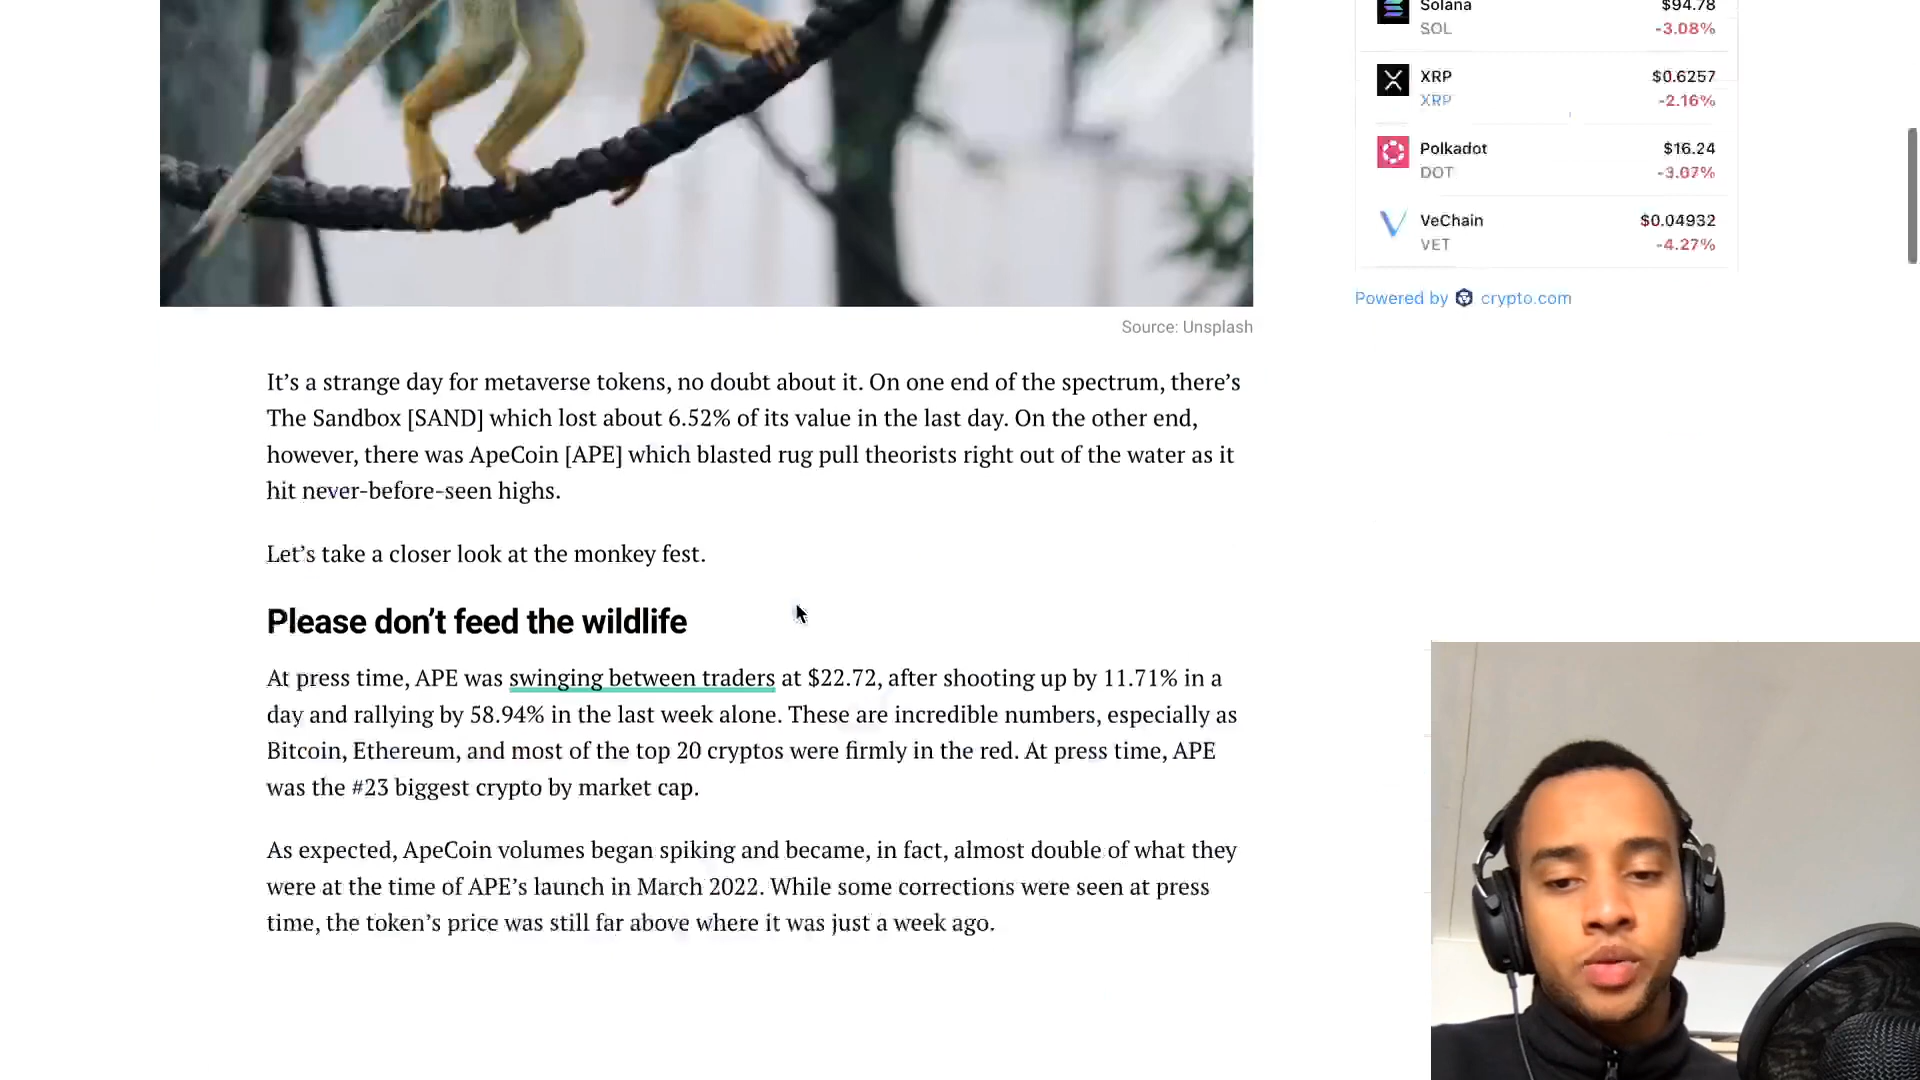 Solana
$94.78
SOL
-3.08%
XRP
$0.6257
XRP
-2.16%
Polkadot
$16.24
DOT
-3.07%
VeChain
$0.04932
VET
-4.27%
Powered by crypto.com
Source: Unsplash
It’s a strange day for metaverse tokens, no doubt about it. On one end of the spectrum, there’s
The Sandbox [SAND] which lost about 6.52% of its value in the last day. On the other end,
however, there was ApeCoin [APE] which blasted rug pull theorists right out of the water as it
hit never-before-seen highs.
Let’s take a closer look at the monkey fest.
Please don’t feed the wildlife
At press time, APE was swinging between traders at $22.72, after shooting up by 11.71% in a
day and rallying by 58.94% in the last week alone. These are incredible numbers, especially as
Bitcoin, Ethereum, and most of the top 20 cryptos were firmly in the red. At press time, APE
was the #23 biggest crypto by market cap.
As expected, ApeCoin volumes began spiking and became, in fact, almost double of what they
were at the time of APE’s launch in March 2022. While some corrections were seen at press
time, the token’s price was still far above where it was just a week ago.